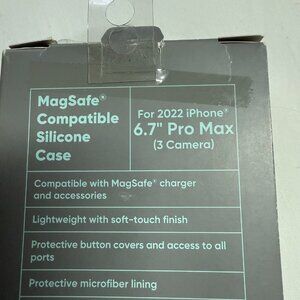 MagSafe®
Compatible
Silicone
Case
For 2022 iPhone®
6.7" Pro Max
(3 Camera)
Compatible with MagSafe® charger
and accessories
Lightweight with soft-touch finish
Protective button covers and access to all
ports
Protective microfiber lining